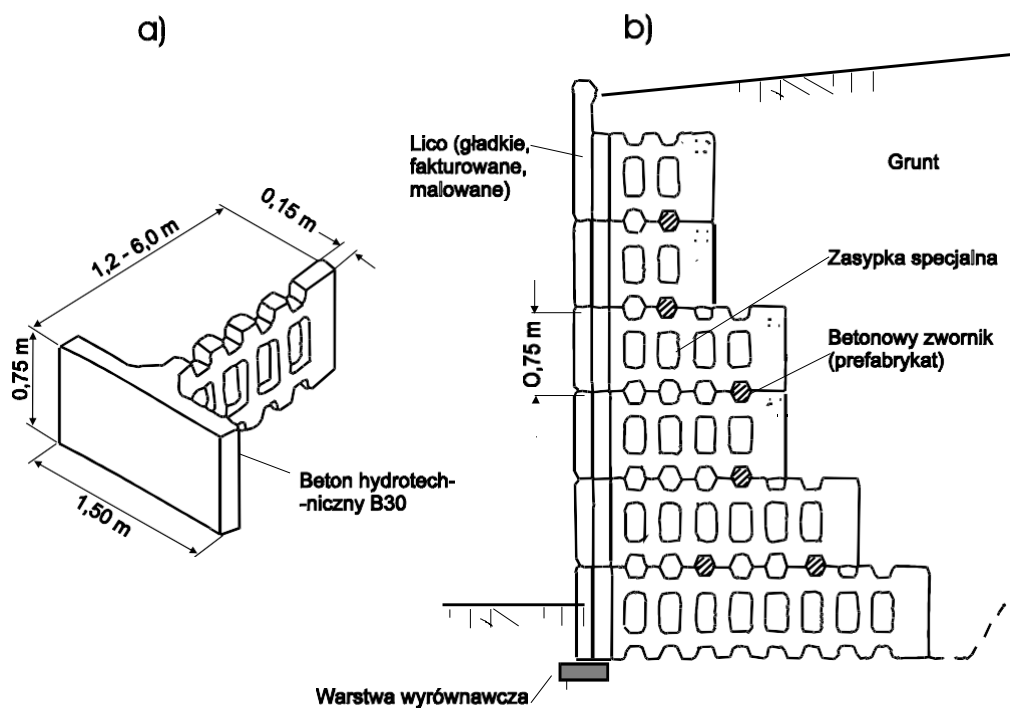 a)
b)
Lico (gładkie,
fakturowane,
malowane)
Grunt
0,15 m
1,2 - 6,0 m
Zasypka specjalna
0,75 m
Betonowy zwornik
(prefabrykat)
0,75 m
Beton hydrotech-
-niczny B30
1,50 m
Warstwa wyrównawcza